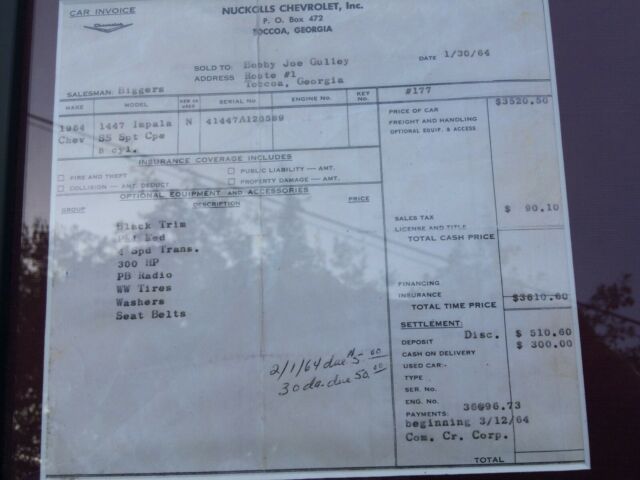 CAR INVOICE
Chevrolet
NUCKOLLS CHEVROLET, Inc.
P. O. Box 472
TOCCOA, GEORGIA
SOLD TO: Bobby Joe Gulley
DATE 1/30/64
ADDRESS Route #1
Toccoa, Georgia
SALESMAN: Biggers
#177
MAKE MODEL NEW OR USED SERIAL No. ENGINE No. KEY No.
1964 1447 Impala N 41447A128589
Chev SS Spt Cpe
8 cyl.
PRICE OF CAR $3520.50
FREIGHT AND HANDLING
OPTIONAL EQUIP. & ACCESS.
INSURANCE COVERAGE INCLUDES
FIRE AND THEFT PUBLIC LIABILITY — AMT.
COLLISION — AMT. DEDUCT PROPERTY DAMAGE — AMT.
OPTIONAL EQUIPMENT AND ACCESSORIES
GROUP DESCRIPTION PRICE
Black Trim
Red
4 Spd Trans.
300 HP
PB Radio
WW Tires
Washers
Seat Belts
SALES TAX $ 90.10
LICENSE AND TITLE
TOTAL CASH PRICE
FINANCING
INSURANCE
TOTAL TIME PRICE $3610.60
SETTLEMENT: Disc. $ 510.60
DEPOSIT $ 300.00
CASH ON DELIVERY
USED CAR:-
TYPE
SER. No.
ENG. No.
PAYMENTS: 36@96.73
beginning 3/12/64
Com. Cr. Corp.
TOTAL
2/1/64 due
30 da. due 50.00